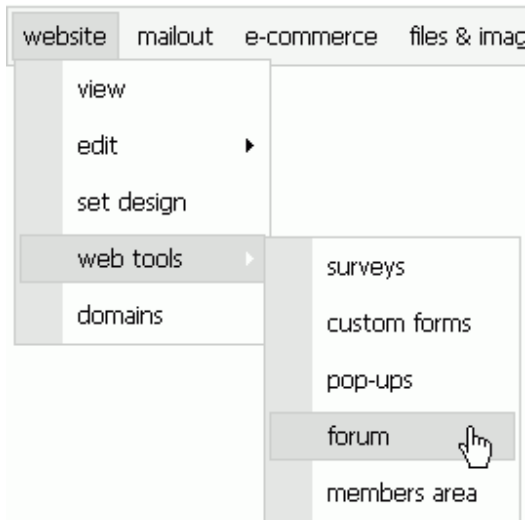 website mailout e-commerce files & imag
view
edit
set design
web tools
domains
surveys
custom forms
pop-ups
forum
members area